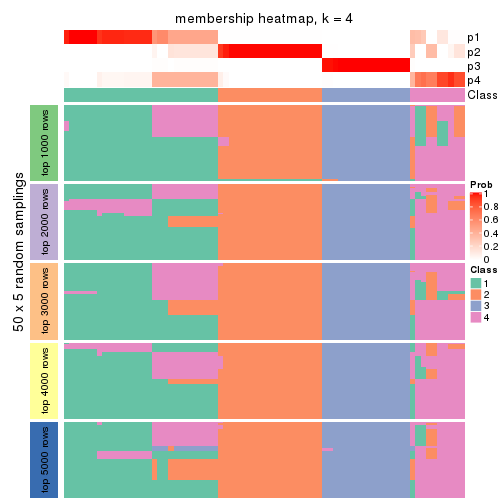 membership heatmap, k = 4
p1
p2
p3
p4
Class
50 x 5 random samplings
top 1000 rows
top 2000 rows
top 3000 rows
top 4000 rows
top 5000 rows
Prob
1
0.8
0.6
0.4
0.2
0
Class
1
2
3
4